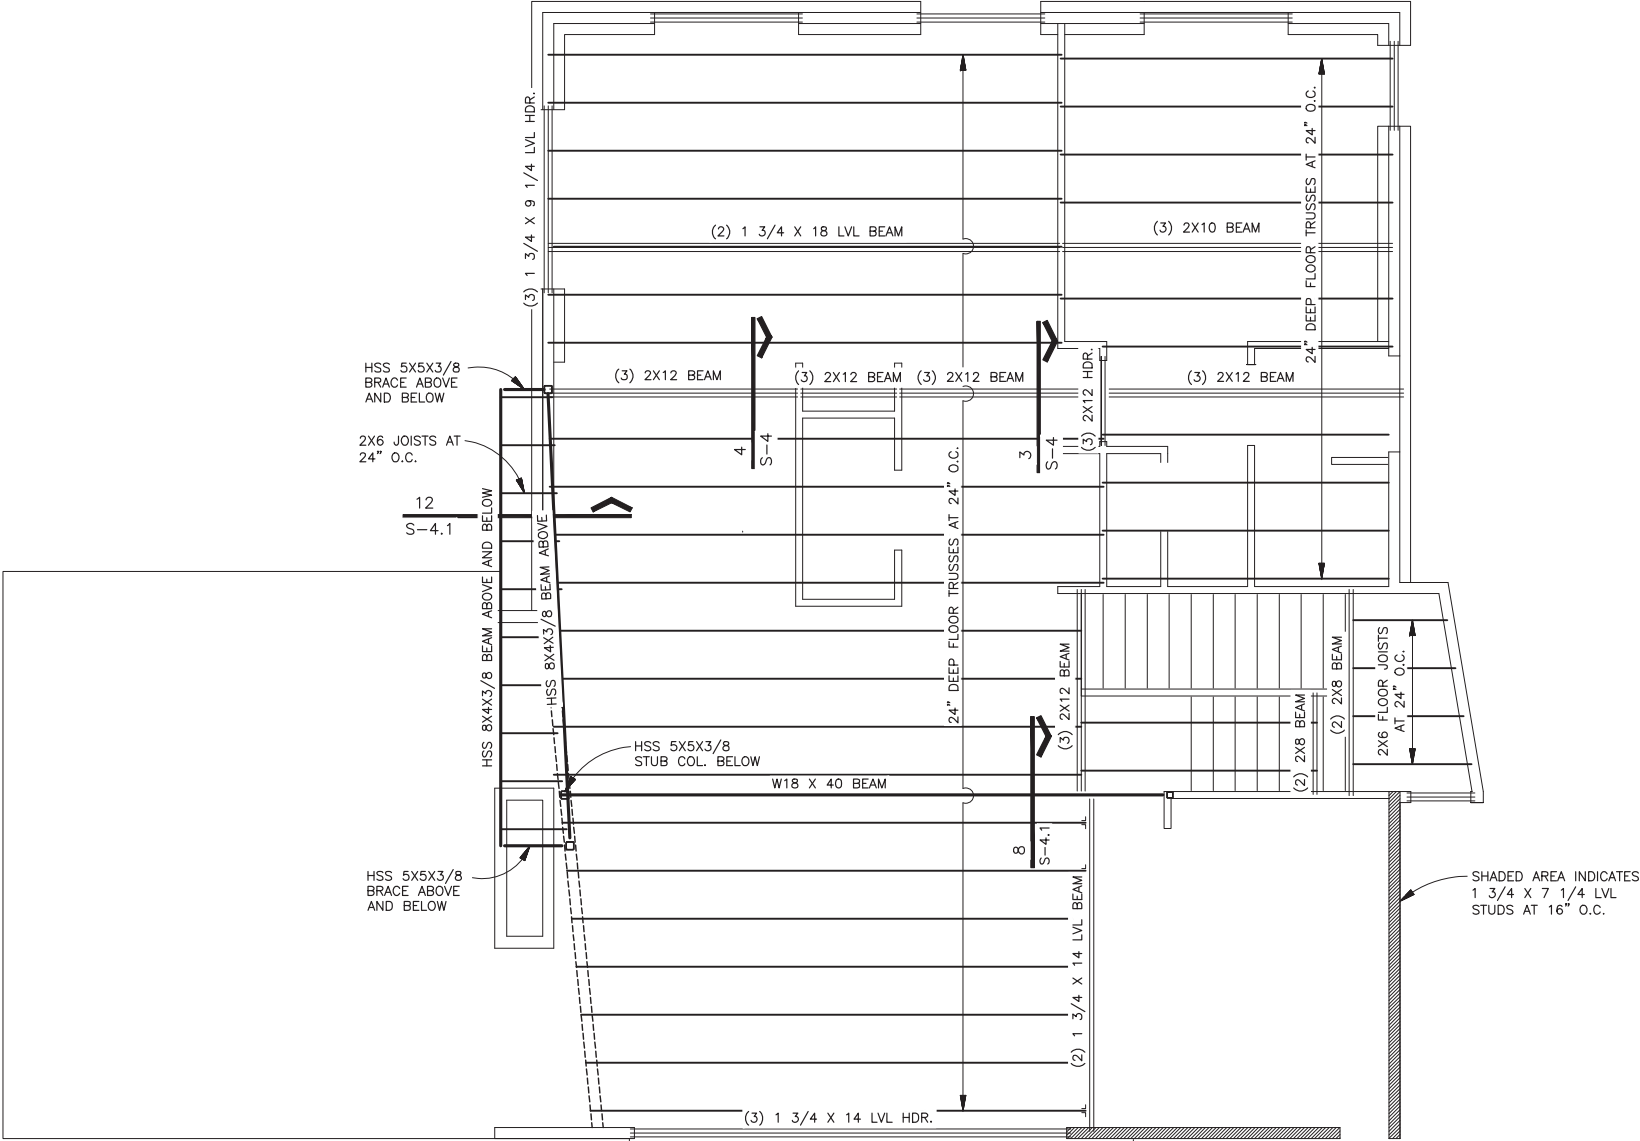 (3) 1 3/4 X 9 1/4 LVL HDR.
24" DEEP FLOOR TRUSSES AT 24" O.C.
(2) 1 3/4 X 18 LVL BEAM
(3) 2X10 BEAM
HSS 5X5X3/8
BRACE ABOVE
AND BELOW
(3) 2X12 BEAM
(3) 2X12 BEAM
(3) 2X12 BEAM
(3) 2X12 HDR.
(3) 2X12 BEAM
2X6 JOISTS AT
24" O.C.
4
S-4
3
S-4
12
S-4.1
HSS 8X4X3/8 BEAM ABOVE AND BELOW
HSS 8X4X3/8 BEAM ABOVE
24" DEEP FLOOR TRUSSES AT 24" O.C.
(3) 2X12 BEAM
(2) 2X8 BEAM
(2) 2X8 BEAM
2X6 FLOOR JOISTS
AT 24" O.C.
HSS 5X5X3/8
STUB COL. BELOW
W18 X 40 BEAM
8
S-4.1
HSS 5X5X3/8
BRACE ABOVE
AND BELOW
(2) 1 3/4 X 14 LVL BEAM
SHADED AREA INDICATES
1 3/4 X 7 1/4 LVL
STUDS AT 16" O.C.
(3) 1 3/4 X 14 LVL HDR.